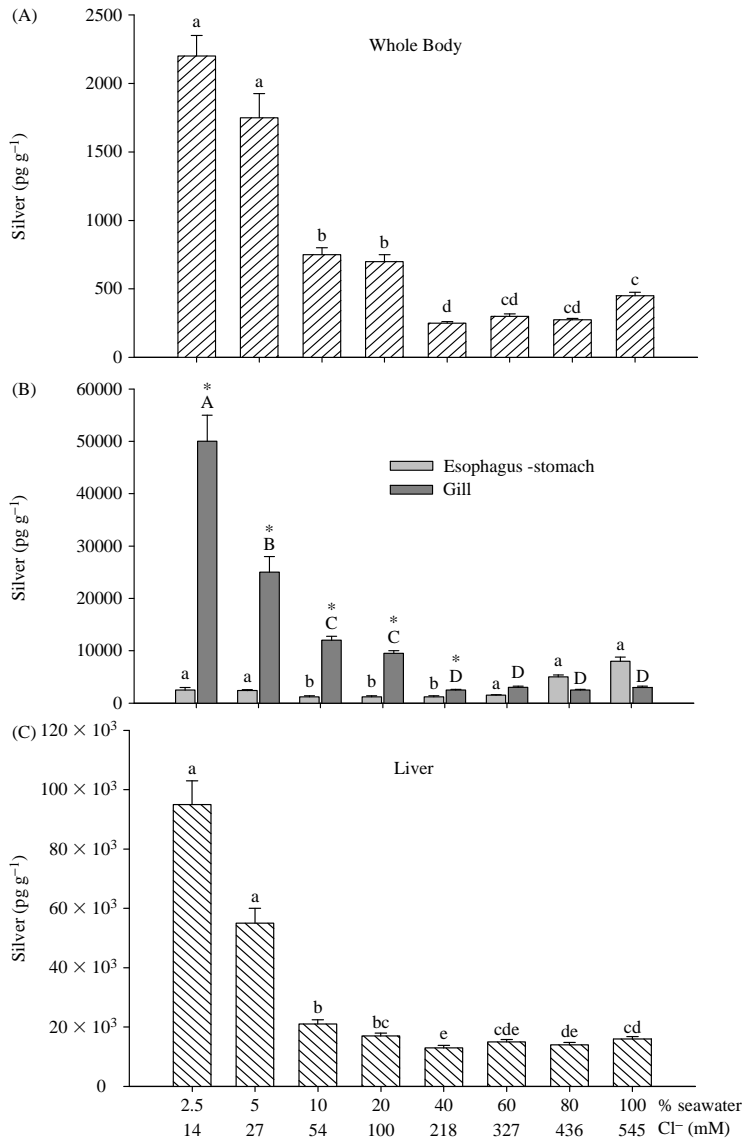 (A)
Whole Body
Silver (pg g⁻¹)
2500
2000
1500
1000
500
0
a
a
b
b
d
cd
cd
c
(B)
Silver (pg g⁻¹)
60000
50000
40000
30000
20000
10000
0
Esophagus -stomach
Gill
* * * * *
A B C C D D D D
a a b b b a a a
(C)
Liver
Silver (pg g⁻¹)
120 × 10³
100 × 10³
80 × 10³
60 × 10³
40 × 10³
20 × 10³
0
a
a
b
bc
e
cde
de
cd
2.5 5 10 20 40 60 80 100 % seawater
14 27 54 100 218 327 436 545 Cl⁻ (mM)